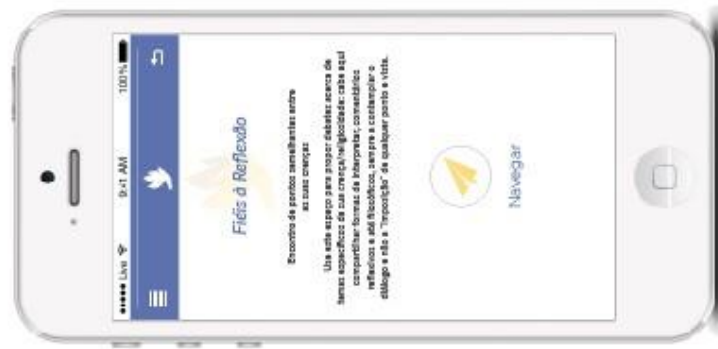 Live 9:41 AM 100%
Fiéis à Reflexão
Encontro de pontos semelhantes entre
as suas crenças
Use este espaço para propor debates acerca de
temas específicos de sua crença/religiosidade: cabe aqui
compartilhar formas de interpretar, comentários
reflexivos e até filosóficos, sempre a contemplar o
diálogo e não a "imposição" de qualquer ponto e vista.
Navegar